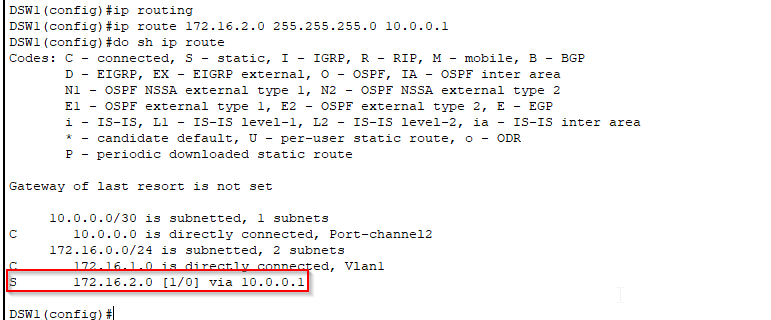 DSW1(config)#ip routing
DSW1(config)#ip route 172.16.2.0 255.255.255.0 10.0.0.1
DSW1(config)#do sh ip route
Codes: C - connected, S - static, I - IGRP, R - RIP, M - mobile, B - BGP
D - EIGRP, EX - EIGRP external, O - OSPF, IA - OSPF inter area
N1 - OSPF NSSA external type 1, N2 - OSPF NSSA external type 2
E1 - OSPF external type 1, E2 - OSPF external type 2, E - EGP
i - IS-IS, L1 - IS-IS level-1, L2 - IS-IS level-2, ia - IS-IS inter area
* - candidate default, U - per-user static route, o - ODR
P - periodic downloaded static route
Gateway of last resort is not set
10.0.0.0/30 is subnetted, 1 subnets
C 10.0.0.0 is directly connected, Port-channel2
172.16.0.0/24 is subnetted, 2 subnets
C 172.16.1.0 is directly connected, Vlan1
S 172.16.2.0 [1/0] via 10.0.0.1
DSW1(config)#